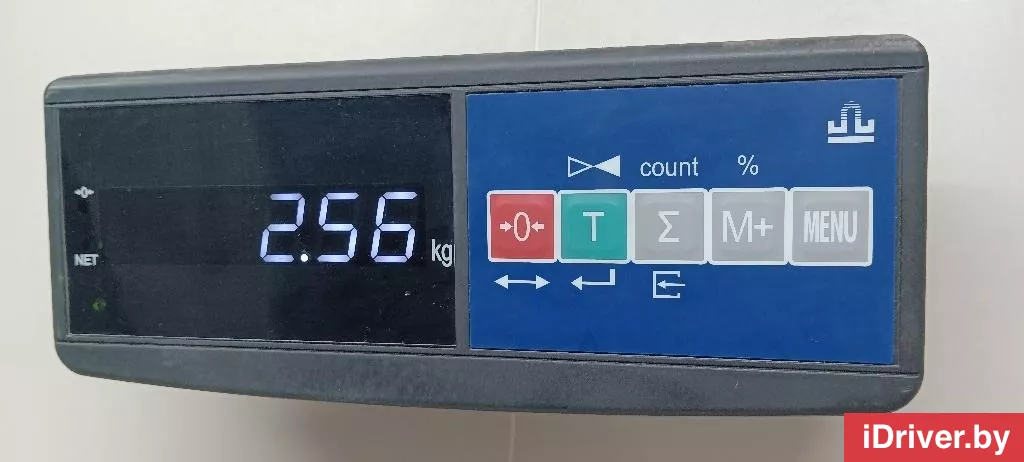 count %
2.56 kg
→0← T Σ M+ MENU
NET
iDriver.by